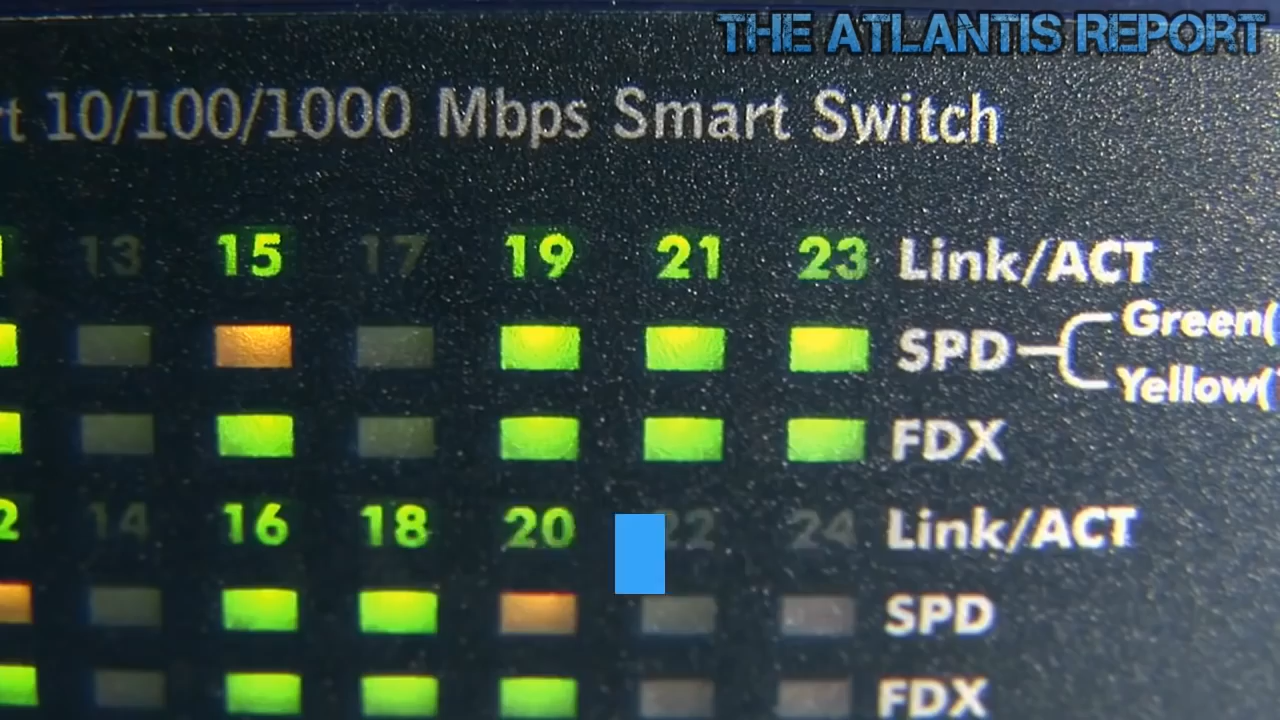 THE ATLANTIS REPORT
10/100/1000 Mbps Smart Switch
13 15 17 19 21 23 Link/ACT
Green(
SPD
Yellow(
FDX
14 16 18 20 22 24 Link/ACT
SPD
FDX